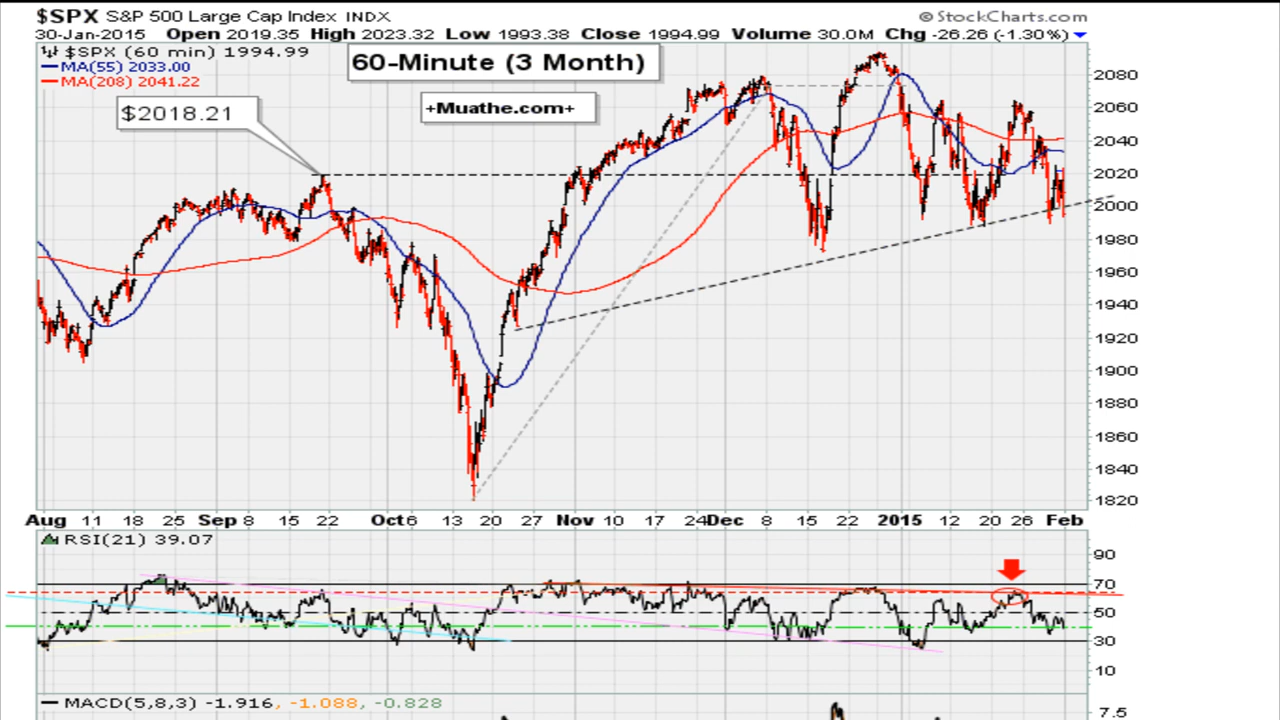 $SPX S&P 500 Large Cap Index INDX © StockCharts.com
30-Jan-2015 Open 2019.35 High 2023.32 Low 1993.38 Close 1994.99 Volume 30.0M Chg -26.26 (-1.30%)
$SPX (60 min) 1994.99
MA(55) 2033.00
MA(208) 2041.22
60-Minute (3 Month)
+Muathe.com+
$2018.21
2080
2060
2040
2020
2000
1980
1960
1940
1920
1900
1880
1860
1840
1820
Aug 11 18 25 Sep 8 15 22 Oct 6 13 20 27 Nov 10 17 24 Dec 8 15 22 2015 12 20 26 Feb
RSI(21) 39.07
90
70
50
30
10
MACD(5,8,3) -1.916, -1.088, -0.828
7.5